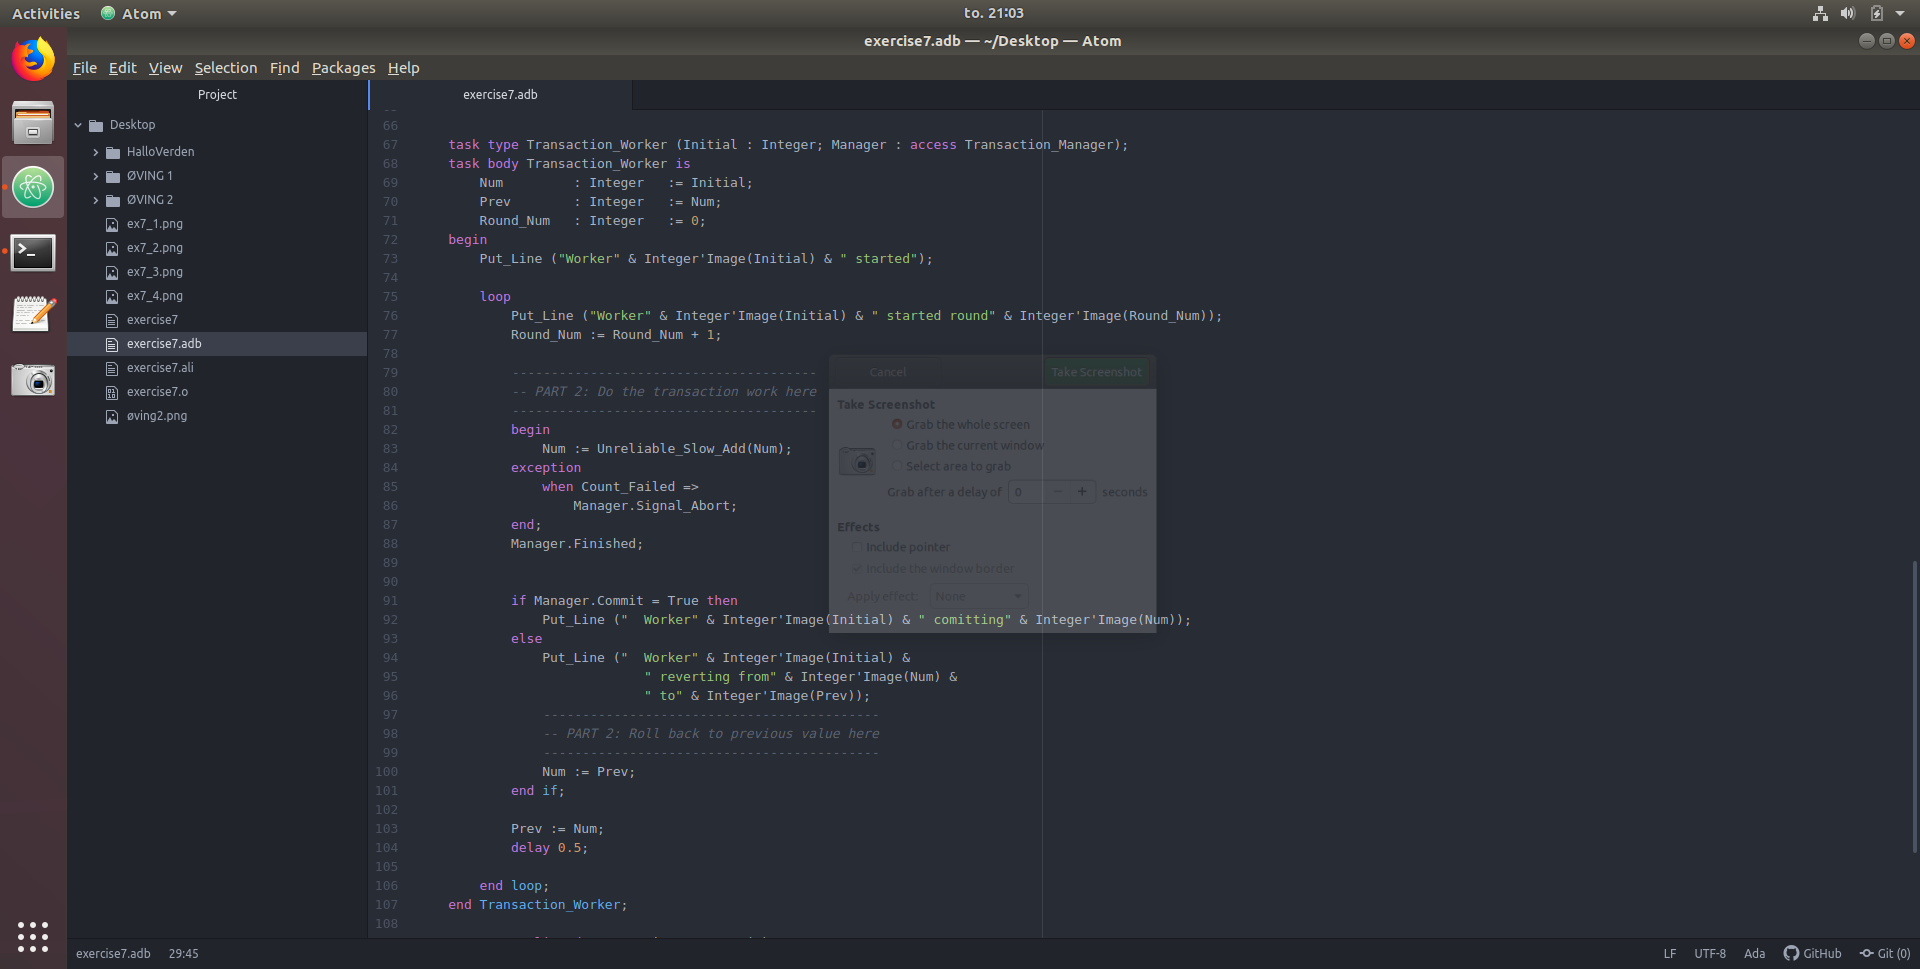 Activities Atom to. 21:03
exercise7.adb — ~/Desktop — Atom
File Edit View Selection Find Packages Help
Project
Desktop
HalloVerden
ØVING 1
ØVING 2
ex7_1.png
ex7_2.png
ex7_3.png
ex7_4.png
exercise7
exercise7.adb
exercise7.ali
exercise7.o
øving2.png
exercise7.adb
66
67 task type Transaction_Worker (Initial : Integer; Manager : access Transaction_Manager);
68 task body Transaction_Worker is
69 Num : Integer := Initial;
70 Prev : Integer := Num;
71 Round_Num : Integer := 0;
72 begin
73 Put_Line ("Worker" & Integer'Image(Initial) & " started");
74
75 loop
76 Put_Line ("Worker" & Integer'Image(Initial) & " started round" & Integer'Image(Round_Num));
77 Round_Num := Round_Num + 1;
78
79 ---------------------------------------
80 -- PART 2: Do the transaction work here
81 ---------------------------------------
82 begin
83 Num := Unreliable_Slow_Add(Num);
84 exception
85 when Count_Failed =>
86 Manager.Signal_Abort;
87 end;
88 Manager.Finished;
89
90
91 if Manager.Commit = True then
92 Put_Line ("  Worker" & Integer'Image(Initial) & " comitting" & Integer'Image(Num));
93 else
94 Put_Line ("  Worker" & Integer'Image(Initial) &
95 " reverting from" & Integer'Image(Num) &
96 " to" & Integer'Image(Prev));
97 -------------------------------------------
98 -- PART 2: Roll back to previous value here
99 -------------------------------------------
100 Num := Prev;
101 end if;
102
103 Prev := Num;
104 delay 0.5;
105
106 end loop;
107 end Transaction_Worker;
108
Cancel Take Screenshot
Take Screenshot
Grab the whole screen
Grab the current window
Select area to grab
Grab after a delay of 0 − + seconds
Effects
Include pointer
Include the window border
Apply effect: None
exercise7.adb 29:45 LF UTF-8 Ada GitHub Git (0)